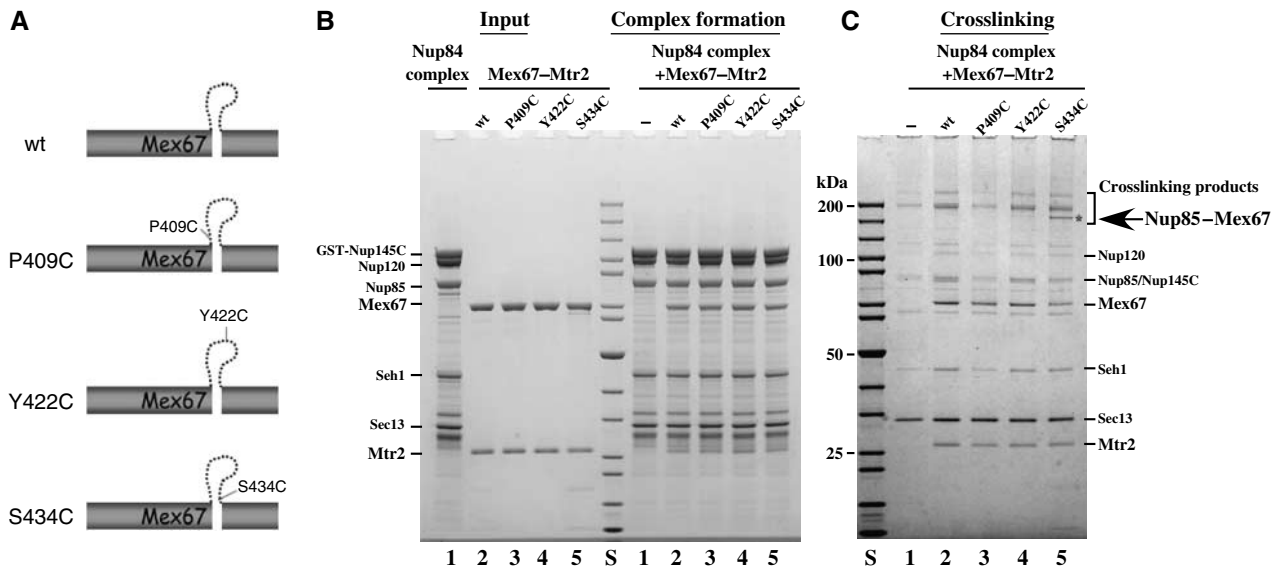 A
wt
Mex67
P409C
P409C
Mex67
Y422C
Y422C
Mex67
S434C
S434C
Mex67
B
Input
Complex formation
Nup84
complex
Mex67–Mtr2
Nup84 complex
+Mex67–Mtr2
wt
P409C
Y422C
S434C
–
wt
P409C
Y422C
S434C
GST-Nup145C
Nup120
Nup85
Mex67
Seh1
Sec13
Mtr2
1 2 3 4 5 S 1 2 3 4 5
C
Crosslinking
Nup84 complex
+Mex67–Mtr2
–
wt
P409C
Y422C
S434C
kDa
200
100
50
25
Crosslinking products
*
Nup85–Mex67
Nup120
Nup85/Nup145C
Mex67
Seh1
Sec13
Mtr2
S 1 2 3 4 5